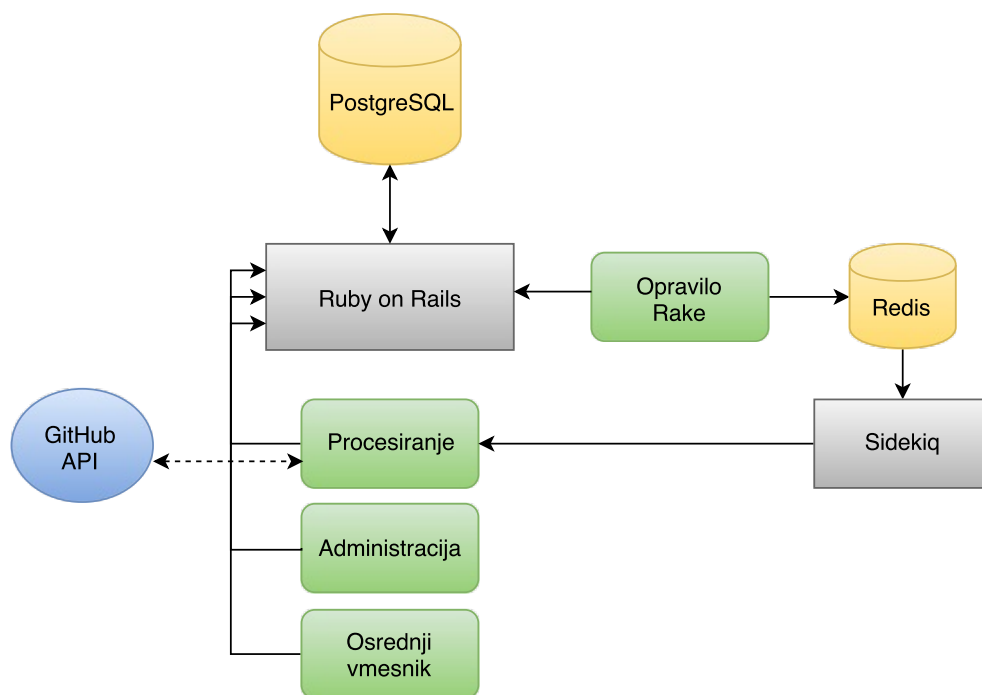 PostgreSQL
Ruby on Rails
Opravilo
Rake
Redis
GitHub
API
Procesiranje
Sidekiq
Administracija
Osrednji
vmesnik